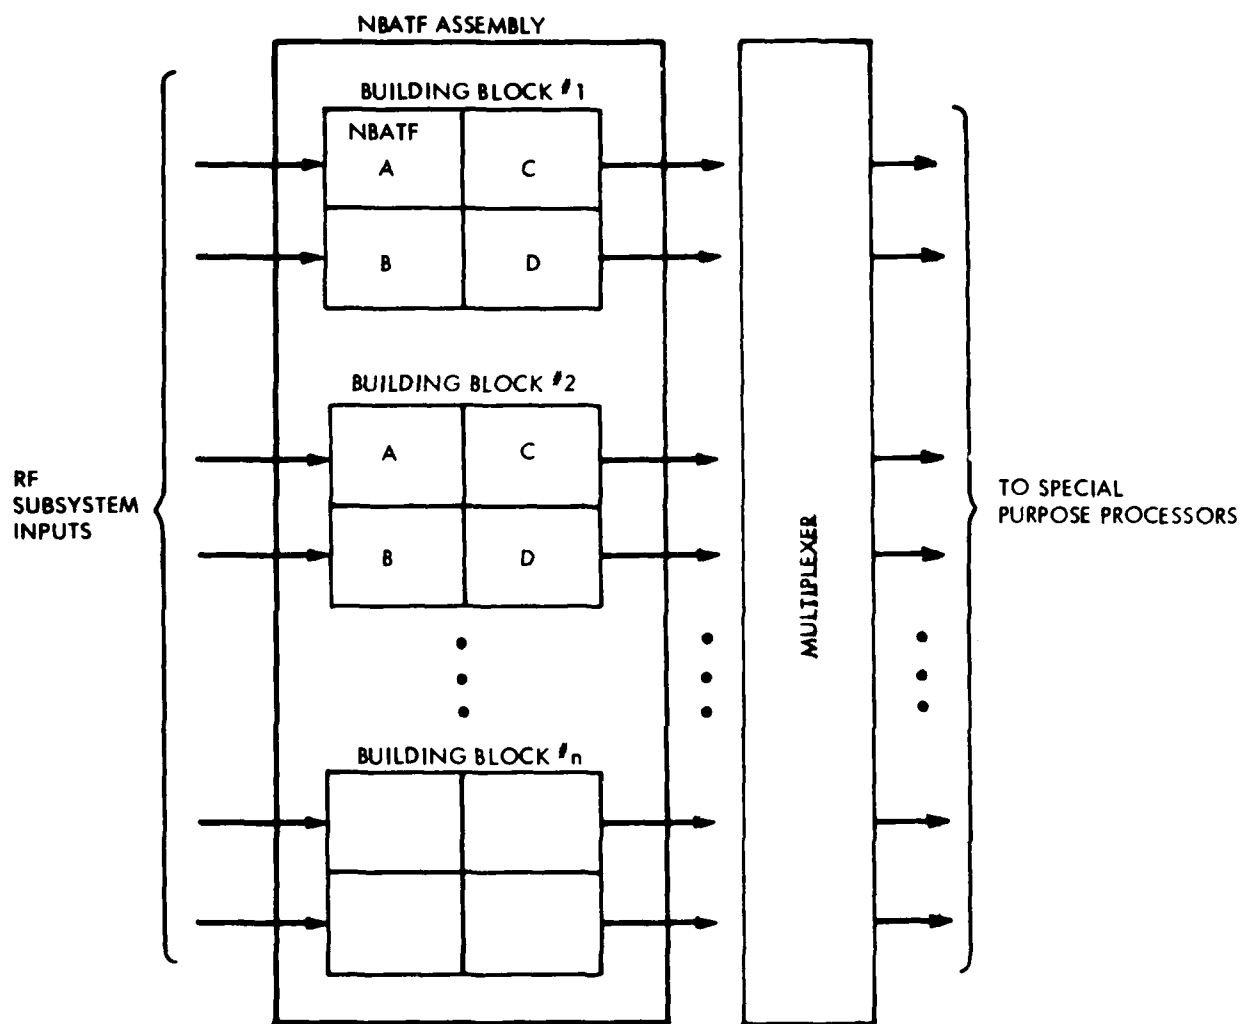 NBATF ASSEMBLY
BUILDING BLOCK #1
NBATF
A
C
B
D
BUILDING BLOCK #2
A
C
B
D
BUILDING BLOCK #n
RF
SUBSYSTEM
INPUTS
MULTIPLEXER
TO SPECIAL
PURPOSE PROCESSORS